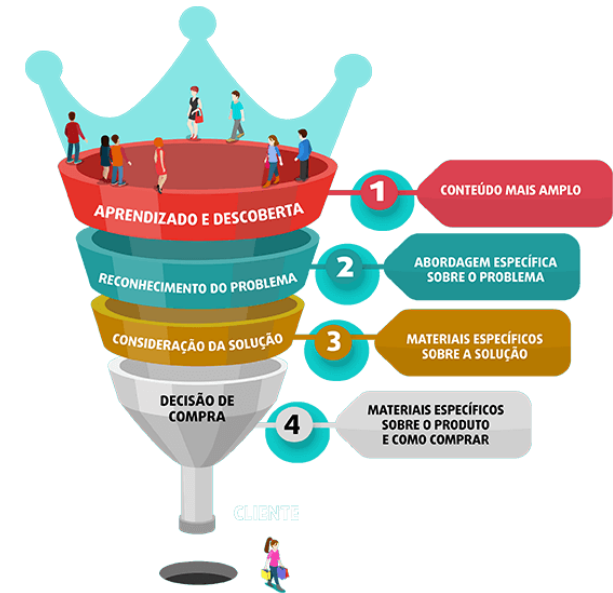 APRENDIZADO E DESCOBERTA
1
CONTEÚDO MAIS AMPLO
RECONHECIMENTO DO PROBLEMA
2
ABORDAGEM ESPECÍFICA
SOBRE O PROBLEMA
CONSIDERAÇÃO DA SOLUÇÃO
3
MATERIAIS ESPECÍFICOS
SOBRE A SOLUÇÃO
DECISÃO DE
COMPRA
4
MATERIAIS ESPECÍFICOS
SOBRE O PRODUTO
E COMO COMPRAR
CLIENTE